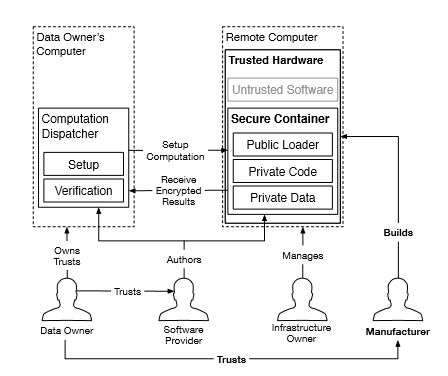 Data Owner's
Computer
Remote Computer
Trusted Hardware
Untrusted Software
Computation
Dispatcher
Setup
Verification
Setup
Computation
Receive
Encrypted
Results
Secure Container
Public Loader
Private Code
Private Data
Owns
Trusts
Authors
Manages
Builds
Trusts
Data Owner
Software
Provider
Infrastructure
Owner
Manufacturer
Trusts